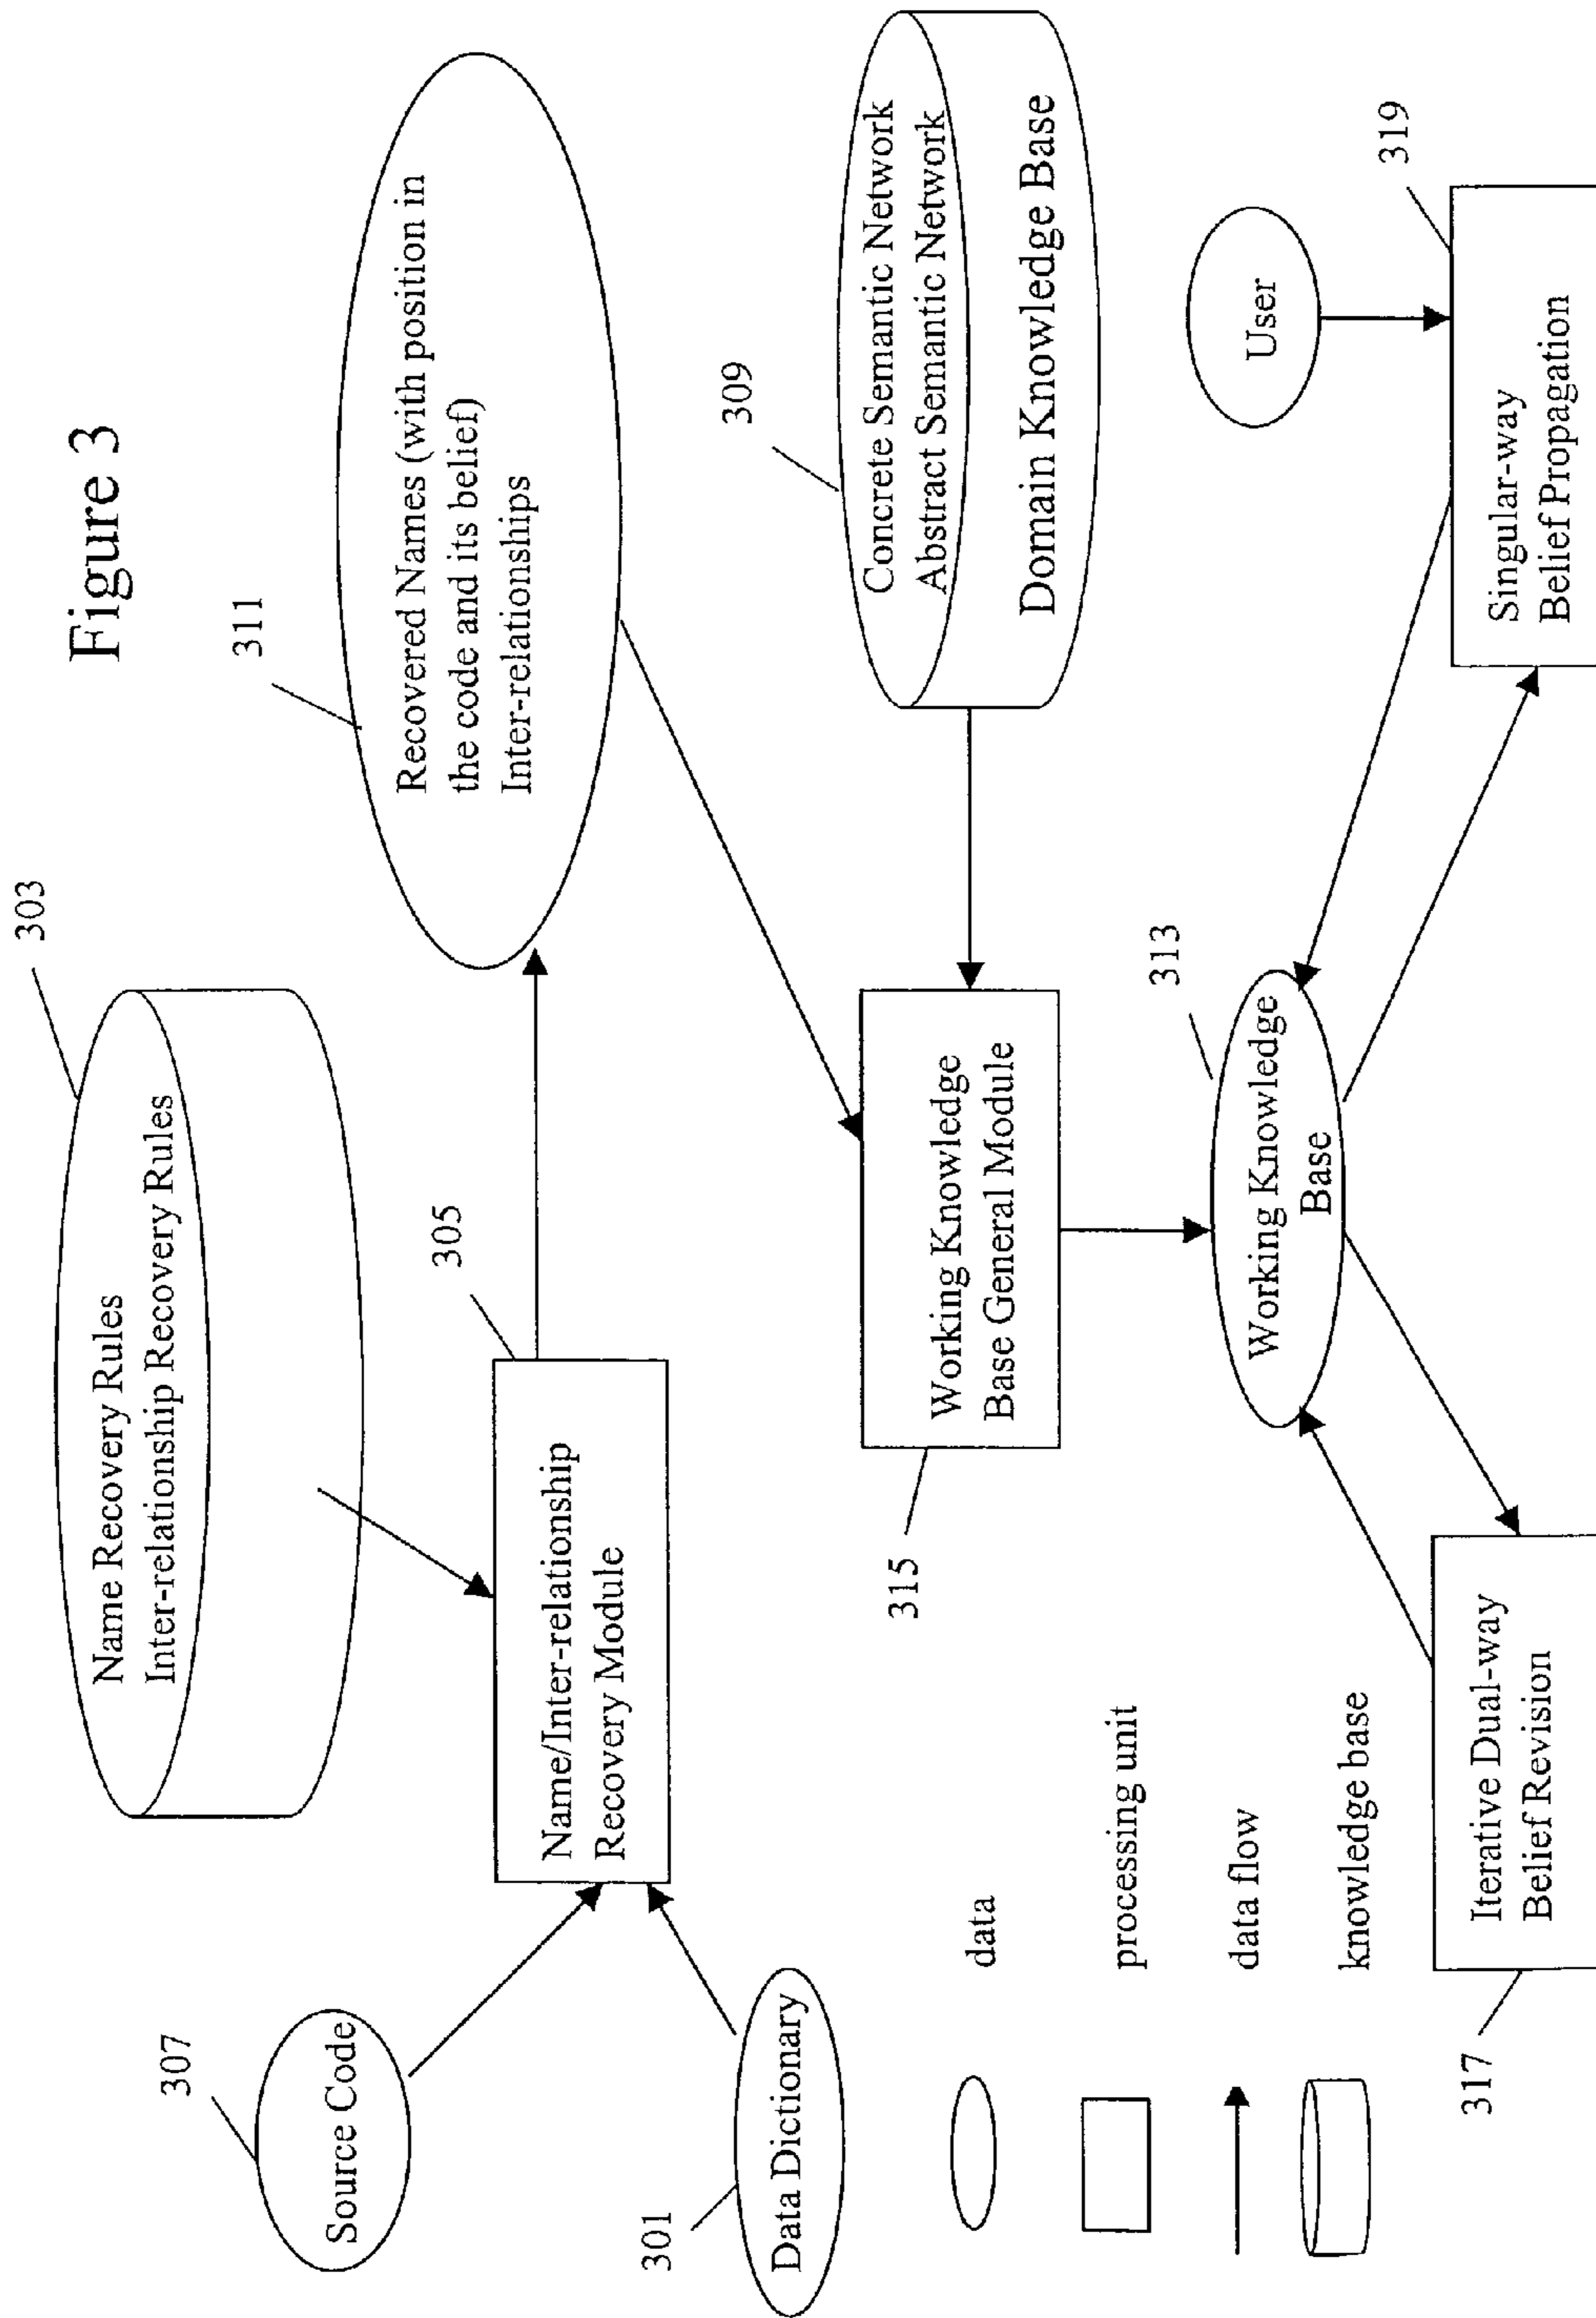 Figure 3
303
Name Recovery Rules
Inter-relationship Recovery Rules
307
Source Code
305
Name/Inter-relationship
Recovery Module
311
Recovered Names (with position in
the code and its belief)
Inter-relationships
301
Data Dictionary
309
Concrete Semantic Network
Abstract Semantic Network
Domain Knowledge Base
315
Working Knowledge
Base General Module
313
Working Knowledge
Base
User
319
Singular-way
Belief Propagation
317
Iterative Dual-way
Belief Revision
data
processing unit
data flow
knowledge base